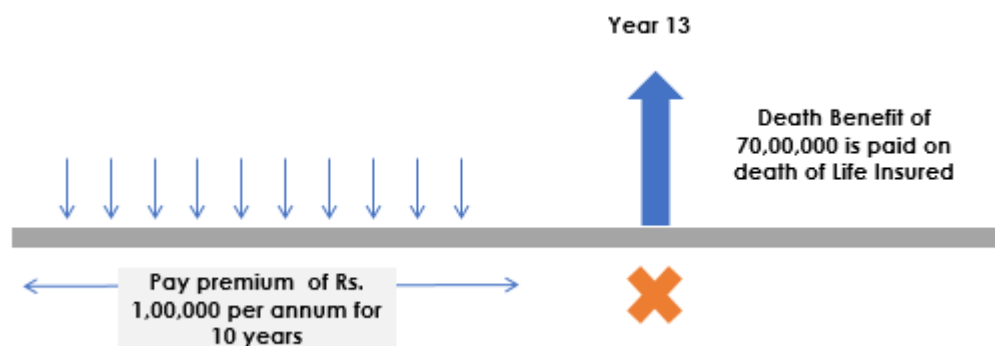 Year 13
Death Benefit of
70,00,000 is paid on
death of Life Insured
Pay premium of Rs.
1,00,000 per annum for
10 years